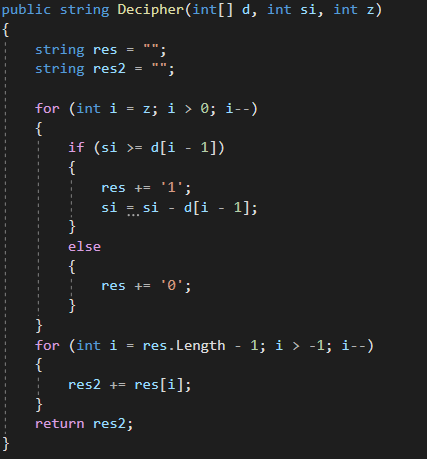 public string Decipher(int[] d, int si, int z)
{
    string res = "";
    string res2 = "";

    for (int i = z; i > 0; i--)
    {
        if (si >= d[i - 1])
        {
            res += '1';
            si = si - d[i - 1];
        }
        else
        {
            res += '0';
        }
    }
    for (int i = res.Length - 1; i > -1; i--)
    {
        res2 += res[i];
    }
    return res2;
}